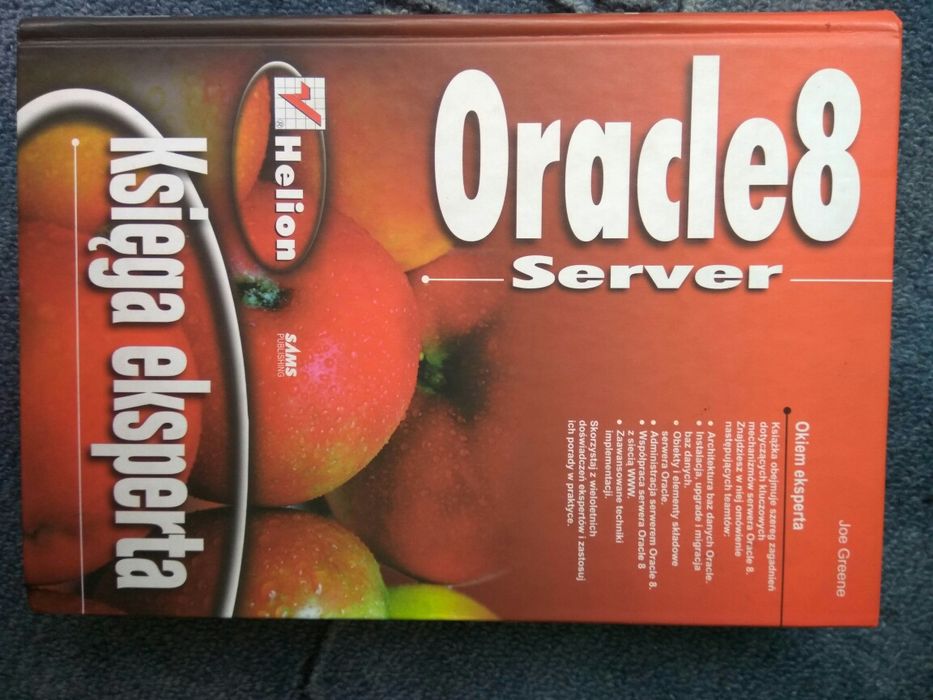 Joe Greene
Oracle8
Server
Okiem eksperta
Książka obejmuje szereg zagadnień
dotyczących kluczowych
mechanizmów serwera Oracle 8.
Znajdziesz w niej omówienie
następujących teamtów:
• Architektura baz danych Oracle.
• Instalacja, upgrade i migracja
baz danych.
• Obiekty i elementy składowe
serwera Oracle.
• Administracja serwerem Oracle 8.
• Współpraca serwera Oracle 8
z siecią WWW.
• Zaawansowane techniki
implementacji.
Skorzystaj z wieloletnich
doświadczeń ekspertów i zastosuj
ich porady w praktyce.
Helion
®
SAMS
PUBLISHING
Księga eksperta